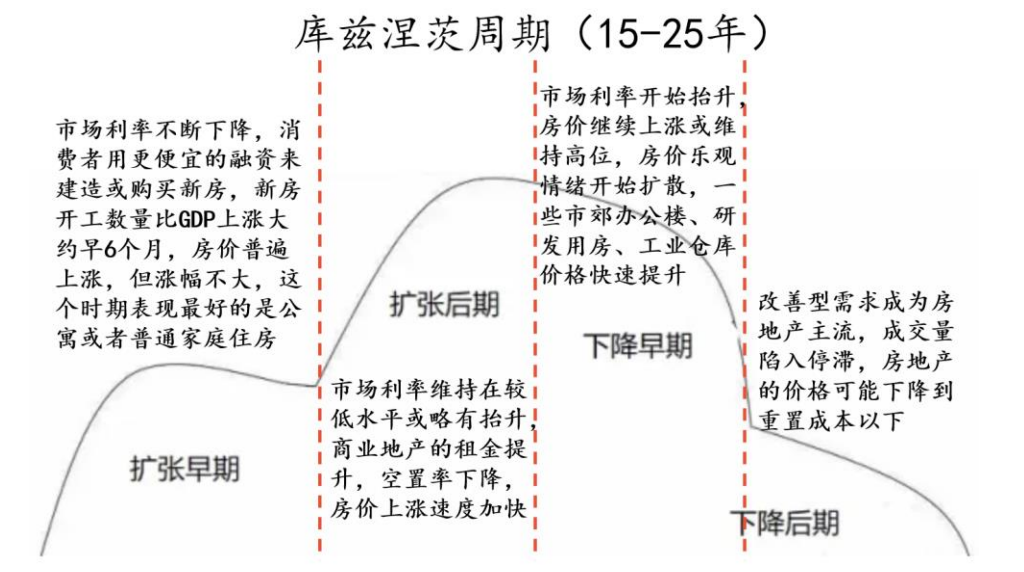 库兹涅茨周期（15-25年）
市场利率不断下降，消
费者用更便宜的融资来
建造或购买新房，新房
开工数量比GDP上涨大
约早6个月，房价普遍
上涨，但涨幅不大，这
个时期表现最好的是公
寓或者普通家庭住房
扩张早期
扩张后期
市场利率维持在较
低水平或略有抬升，
商业地产的租金提
升，空置率下降，
房价上涨速度加快
市场利率开始抬升，
房价继续上涨或维
持高位，房价乐观
情绪开始扩散，一
些市郊办公楼、研
发用房、工业仓库
价格快速提升
下降早期
改善型需求成为房
地产主流，成交量
陷入停滞，房地产
的价格可能下降到
重置成本以下
下降后期